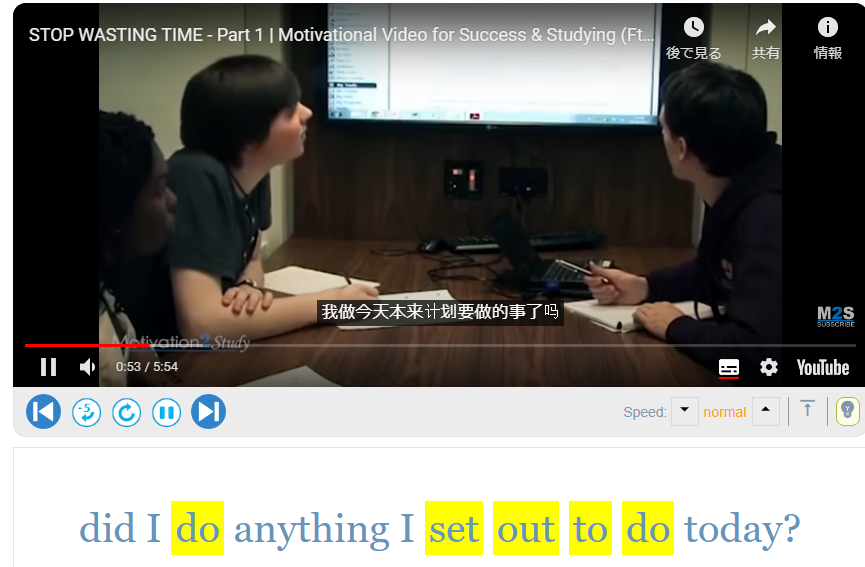 STOP WASTING TIME - Part 1 | Motivational Video for Success & Studying (Ft...
後で見る
共有
情報
我做今天本来计划要做的事了吗
M2S
SUBSCRIBE
Motivation2Study
0:53 / 5:54
YouTube
-5
Speed:
normal
did I do anything I set out to do today?